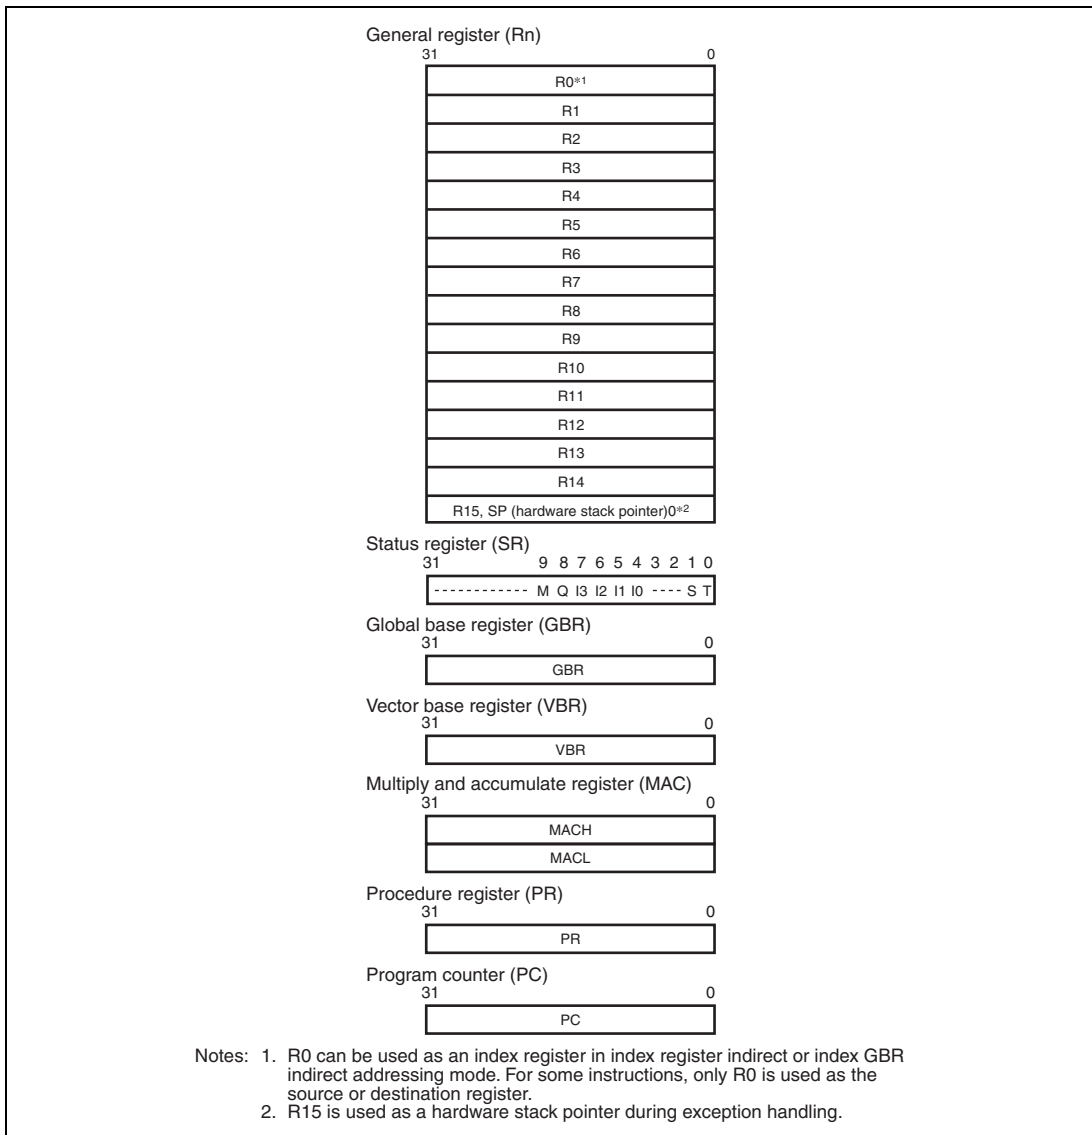 General register (Rn)
31 0
R0*1
R1
R2
R3
R4
R5
R6
R7
R8
R9
R10
R11
R12
R13
R14
R15, SP (hardware stack pointer)0*2
Status register (SR)
31 9 8 7 6 5 4 3 2 1 0
------------ M Q I3 I2 I1 I0 ---- S T
Global base register (GBR)
31 0
GBR
Vector base register (VBR)
31 0
VBR
Multiply and accumulate register (MAC)
31 0
MACH
MACL
Procedure register (PR)
31 0
PR
Program counter (PC)
31 0
PC
Notes: 1. R0 can be used as an index register in index register indirect or index GBR
indirect addressing mode. For some instructions, only R0 is used as the
source or destination register.
2. R15 is used as a hardware stack pointer during exception handling.